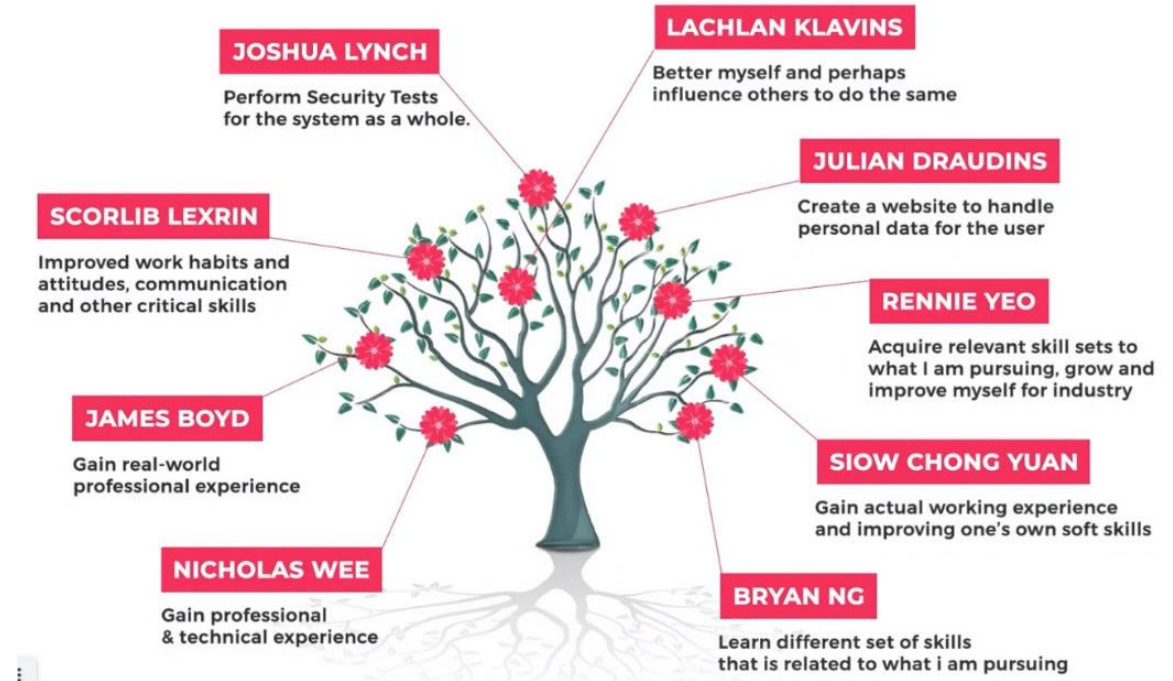 LACHLAN KLAVINS
Better myself and perhaps
influence others to do the same
JOSHUA LYNCH
Perform Security Tests
for the system as a whole.
JULIAN DRAUDINS
Create a website to handle
personal data for the user
SCORLIB LEXRIN
Improved work habits and
attitudes, communication
and other critical skills
RENNIE YEO
Acquire relevant skill sets to
what I am pursuing, grow and
improve myself for industry
JAMES BOYD
Gain real-world
professional experience
SIOW CHONG YUAN
Gain actual working experience
and improving one's own soft skills
NICHOLAS WEE
Gain professional
& technical experience
BRYAN NG
Learn different set of skills
that is related to what i am pursuing